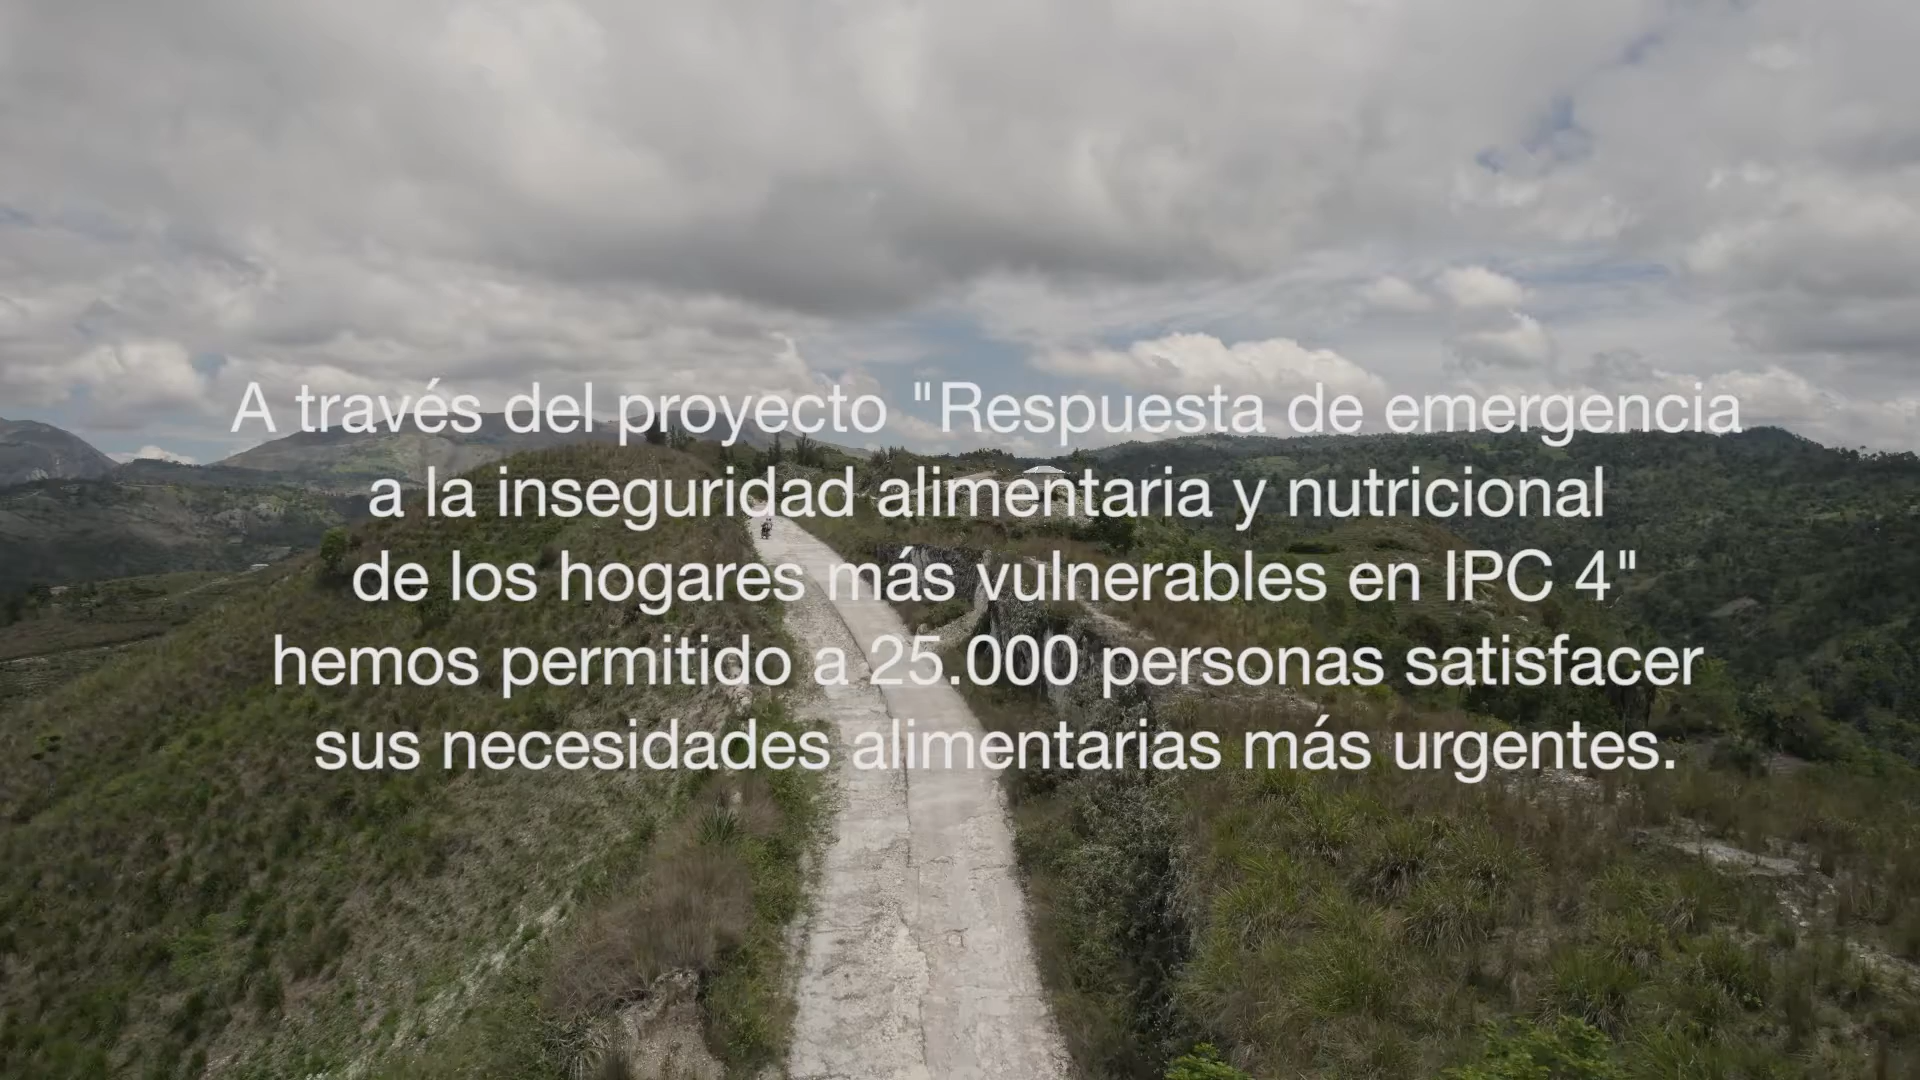 A través del proyecto "Respuesta de emergencia
a la inseguridad alimentaria y nutricional
de los hogares más vulnerables en IPC 4"
hemos permitido a 25.000 personas satisfacer
sus necesidades alimentarias más urgentes.